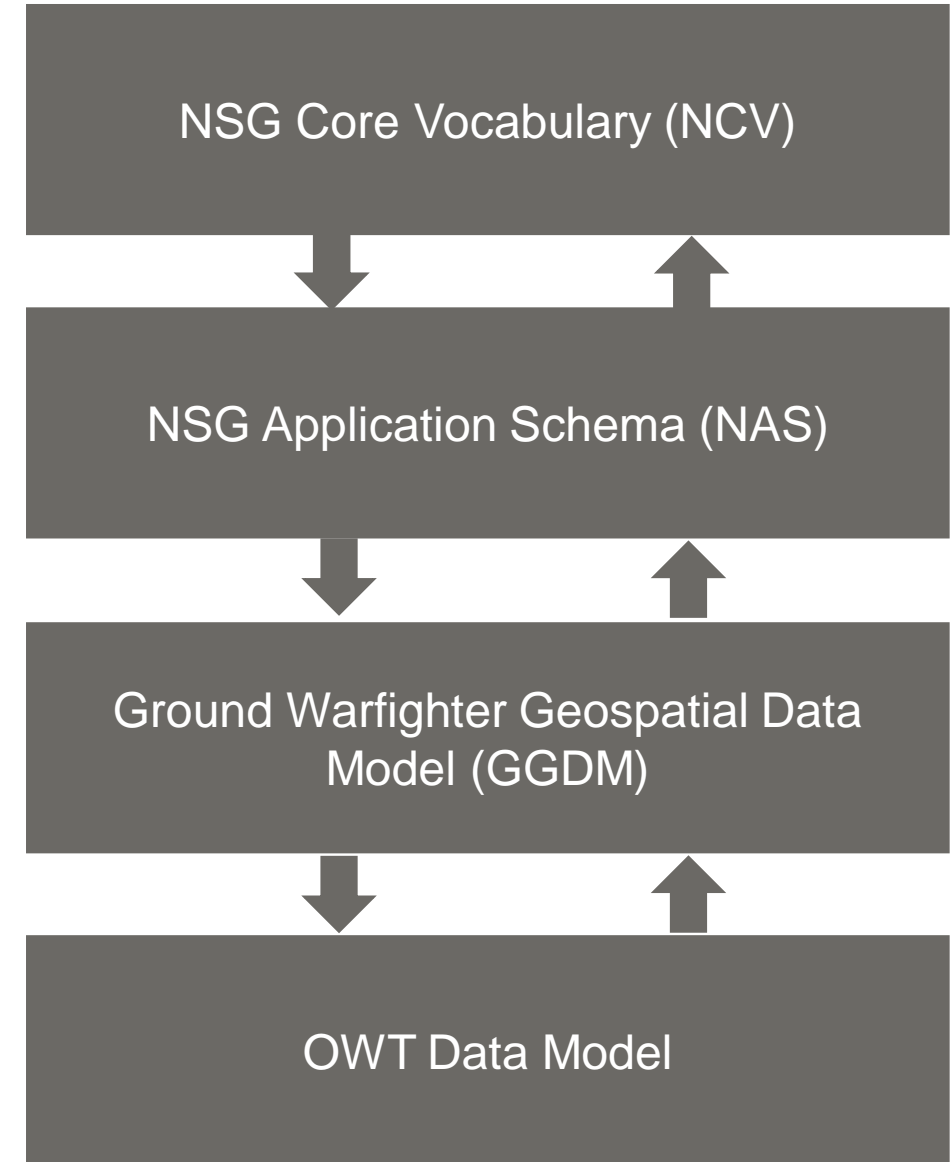 NSG Core Vocabulary (NCV)
NSG Application Schema (NAS)
Ground Warfighter Geospatial Data
Model (GGDM)
OWT Data Model